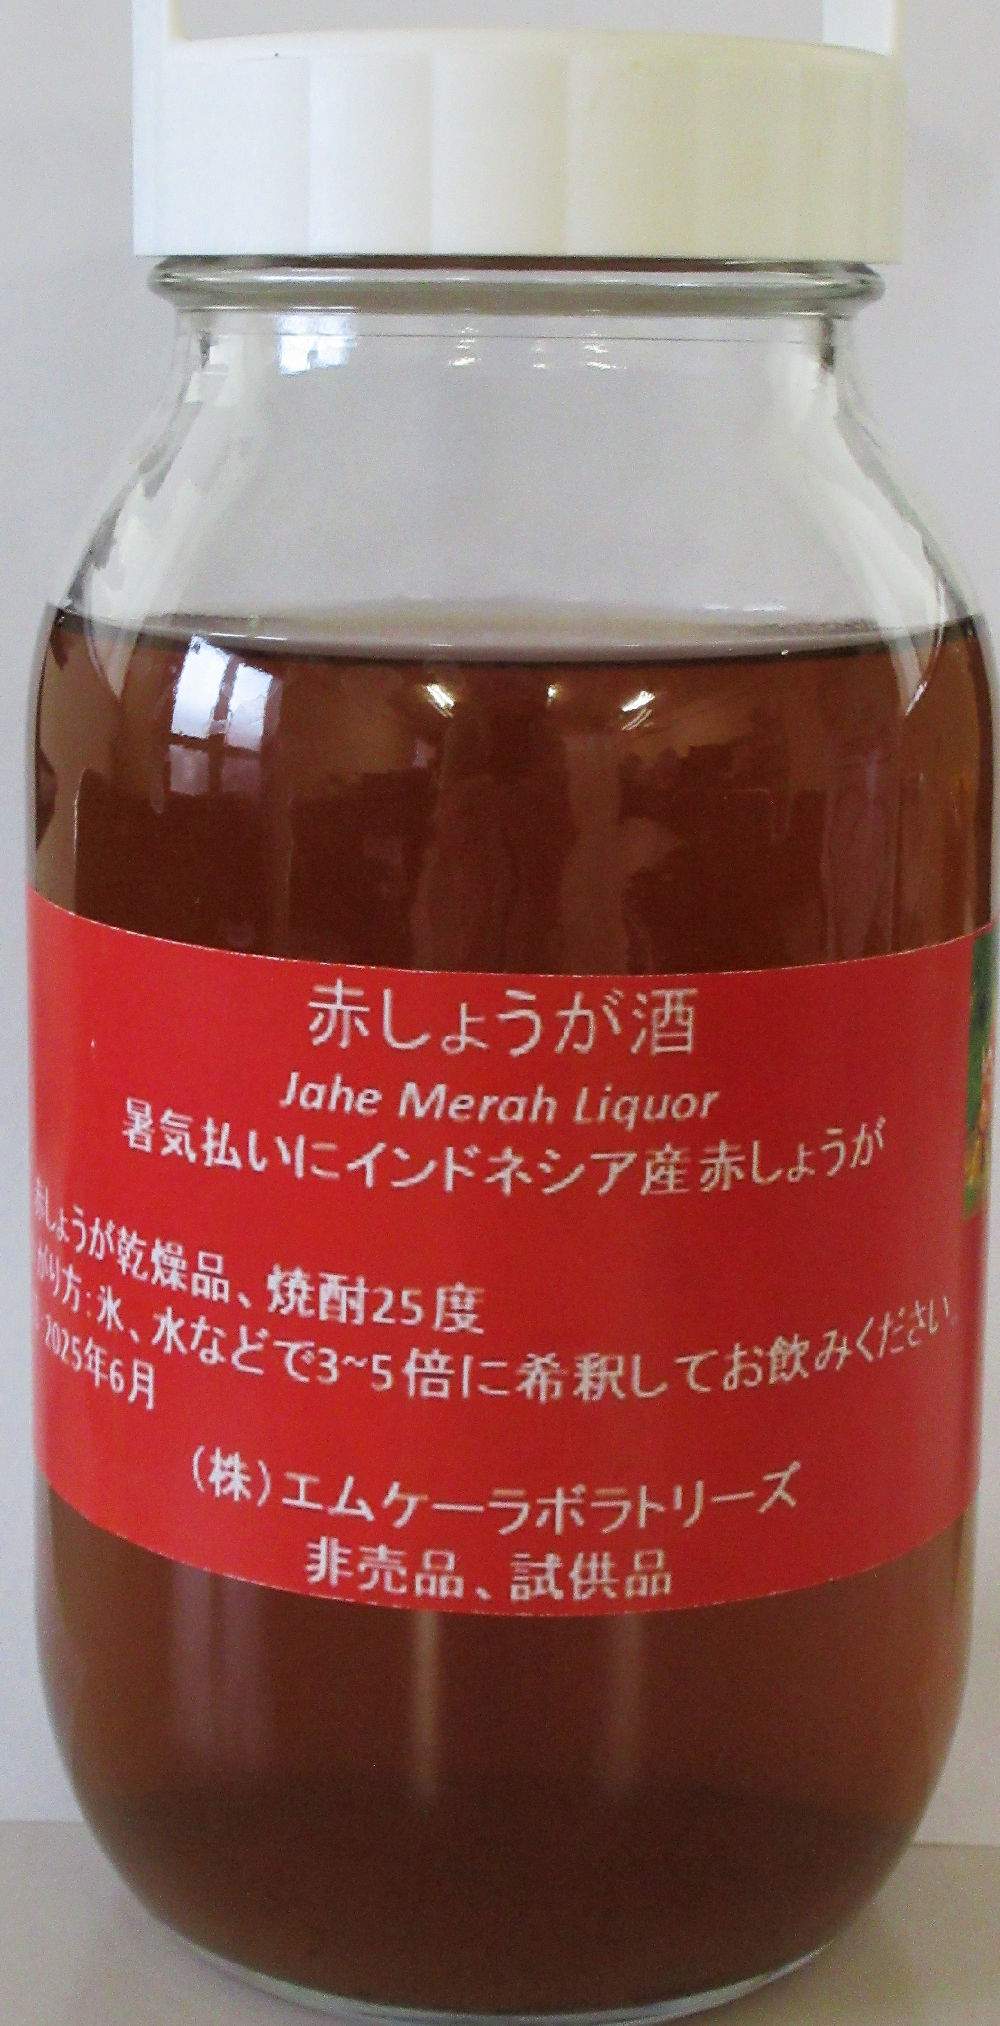 赤しょうが酒
Jahe Merah Liquor
暑気払いにインドネシア産赤しょうが
赤しょうが乾燥品、焼酎25度
がり方:氷、水などで3~5倍に希釈してお飲みください
2025年6月
(株)エムケーラボラトリーズ
非売品、試供品